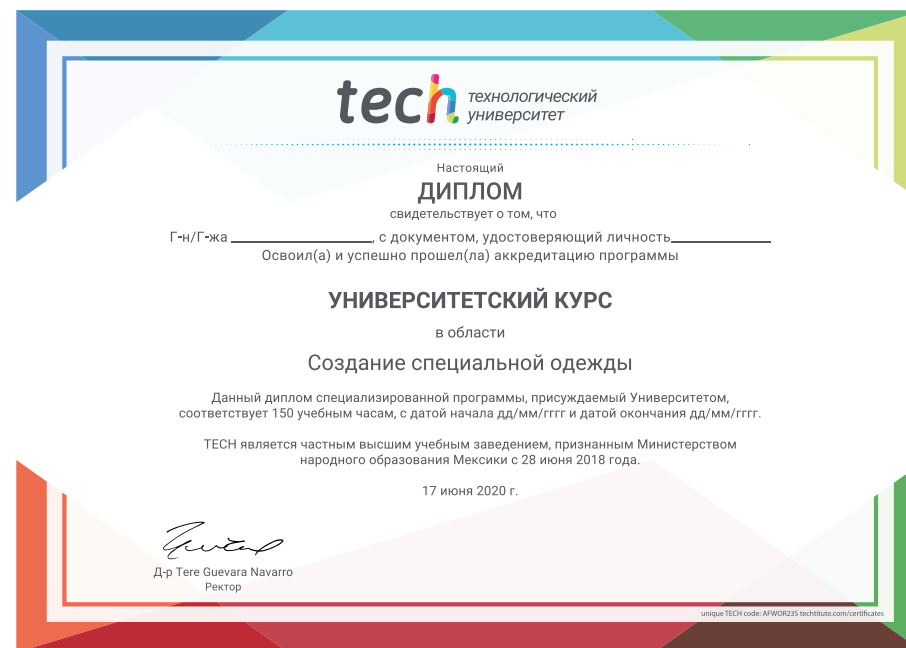 tech технологический
университет
Настоящий
ДИПЛОМ
свидетельствует о том, что
Г-н/Г-жа , с документом, удостоверяющий личность
Освоил(а) и успешно прошел(ла) аккредитацию программы
УНИВЕРСИТЕТСКИЙ КУРС
в области
Создание специальной одежды
Данный диплом специализированной программы, присуждаемый Университетом,
соответствует 150 учебным часам, с датой начала дд/мм/гггг и датой окончания дд/мм/гггг.
TECH является частным высшим учебным заведением, признанным Министерством
народного образования Мексики с 28 июня 2018 года.
17 июня 2020 г.
Д-р Tere Guevara Navarro
Ректор
unique TECH code: AFWOR23S techtitute.com/certificates